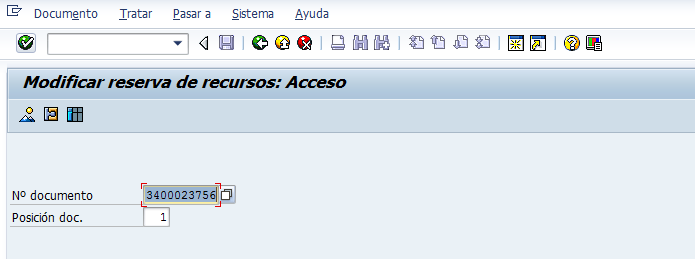 Documento Tratar Pasar a Sistema Ayuda
Modificar reserva de recursos: Acceso
Nº documento 3400023756
Posición doc. 1